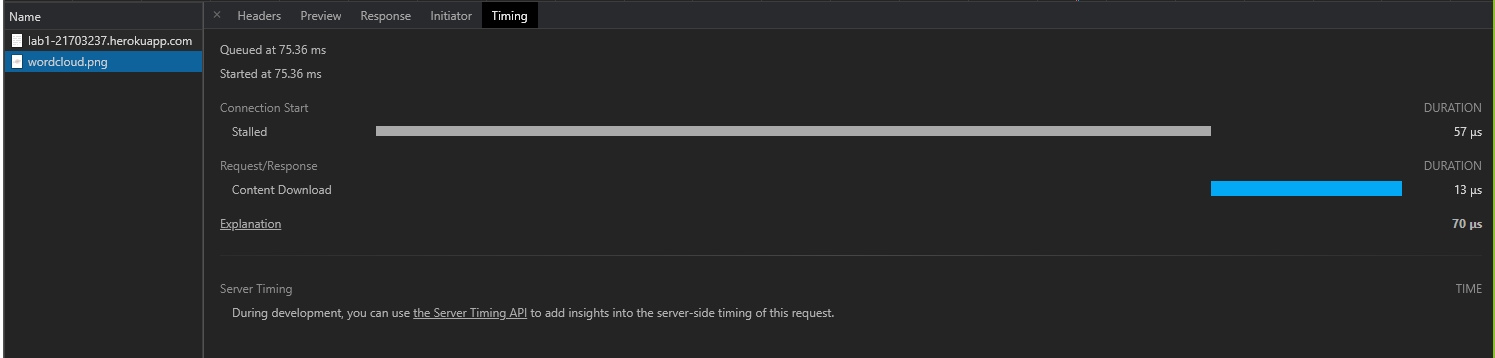 Name
× Headers Preview Response Initiator Timing
lab1-21703237.herokuapp.com
wordcloud.png
Queued at 75.36 ms
Started at 75.36 ms
Connection Start DURATION
Stalled 57 μs
Request/Response DURATION
Content Download 13 μs
Explanation 70 μs
Server Timing TIME
During development, you can use the Server Timing API to add insights into the server-side timing of this request.